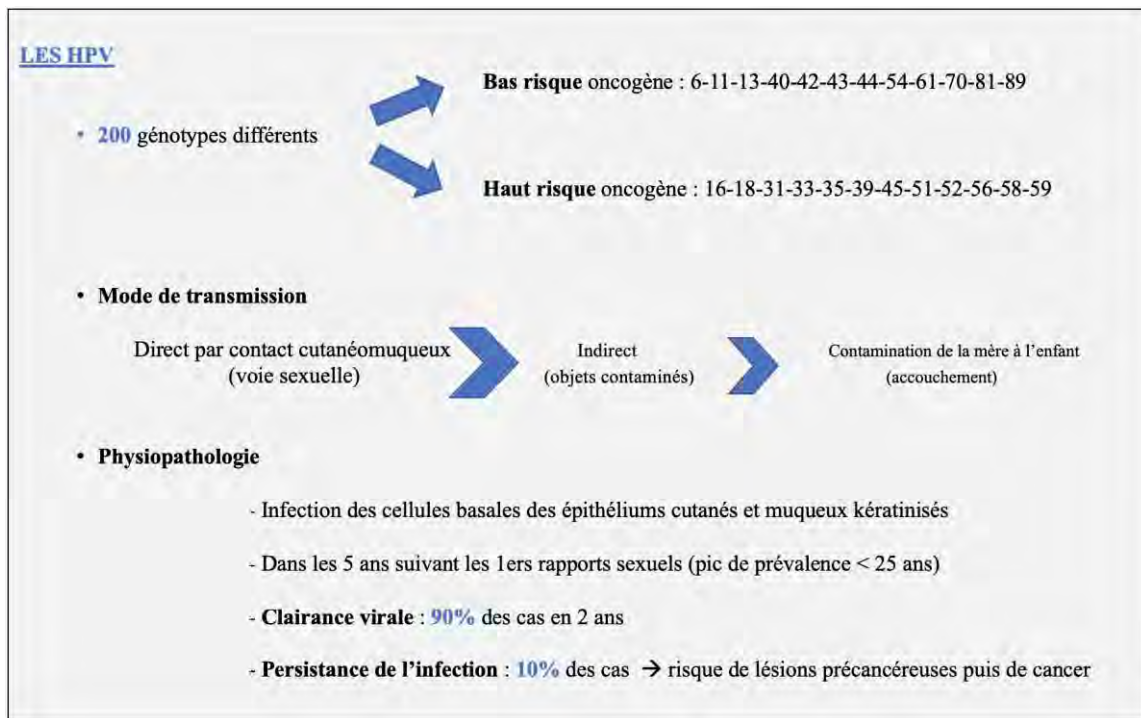 LES HPV
Bas risque oncogène : 6-11-13-40-42-43-44-54-61-70-81-89
• 200 génotypes différents
Haut risque oncogène : 16-18-31-33-35-39-45-51-52-56-58-59
• Mode de transmission
Direct par contact cutanéomuqueux
(voie sexuelle)
Indirect
(objets contaminés)
Contamination de la mère à l'enfant
(accouchement)
• Physiopathologie
- Infection des cellules basales des épithéliums cutanés et muqueux kératinisés
- Dans les 5 ans suivant les 1ers rapports sexuels (pic de prévalence < 25 ans)
- Clairance virale : 90% des cas en 2 ans
- Persistance de l'infection : 10% des cas → risque de lésions précancéreuses puis de cancer